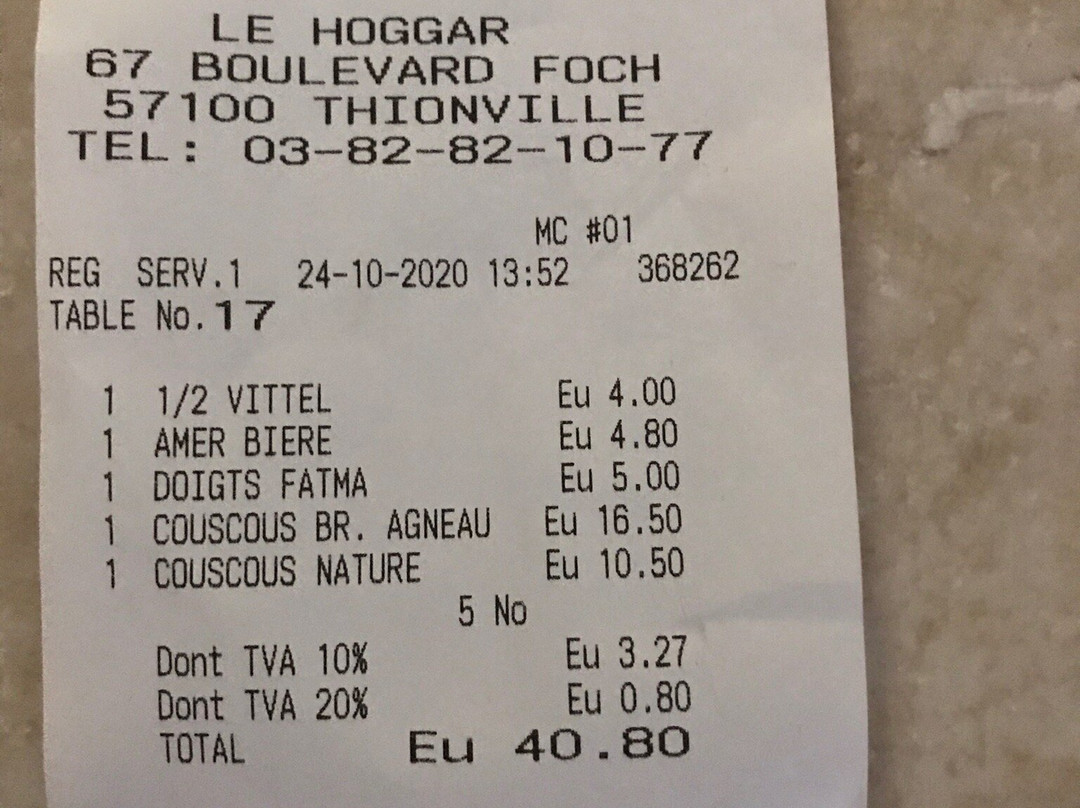 LE HOGGAR
67 BOULEVARD FOCH
57100 THIONVILLE
TEL: 03-82-82-10-77
MC #01
REG SERV.1 24-10-2020 13:52 368262
TABLE No.17
1 1/2 VITTEL Eu 4.00
1 AMER BIERE Eu 4.80
1 DOIGTS FATMA Eu 5.00
1 COUSCOUS BR. AGNEAU Eu 16.50
1 COUSCOUS NATURE Eu 10.50
5 No
Dont TVA 10% Eu 3.27
Dont TVA 20% Eu 0.80
TOTAL Eu 40.80